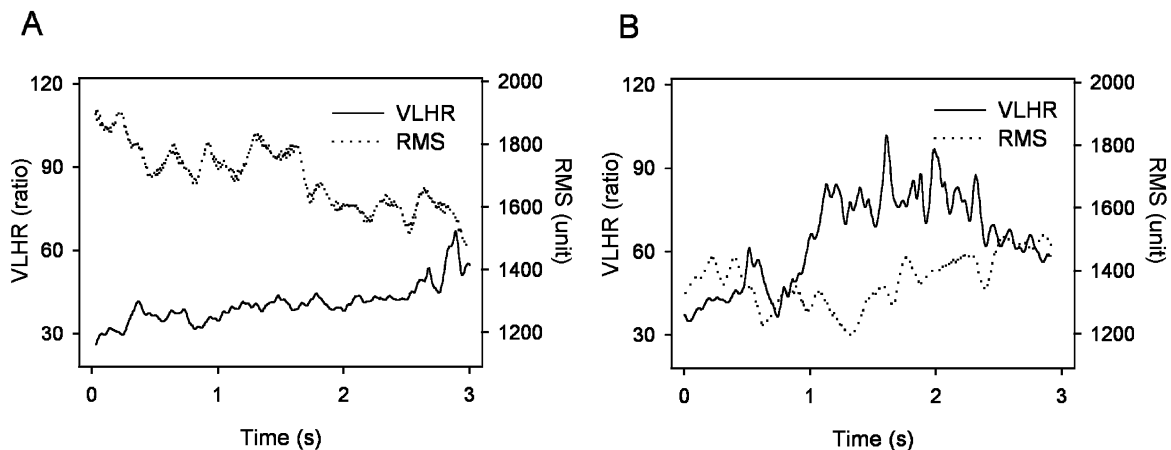 A
120
90
60
30
VLHR (ratio)
VLHR
RMS
2000
1800
1600
1400
1200
RMS (unit)
0 1 2 3
Time (s)
B
120
90
60
30
VLHR (ratio)
VLHR
RMS
2000
1800
1600
1400
1200
RMS (unit)
0 1 2 3
Time (s)